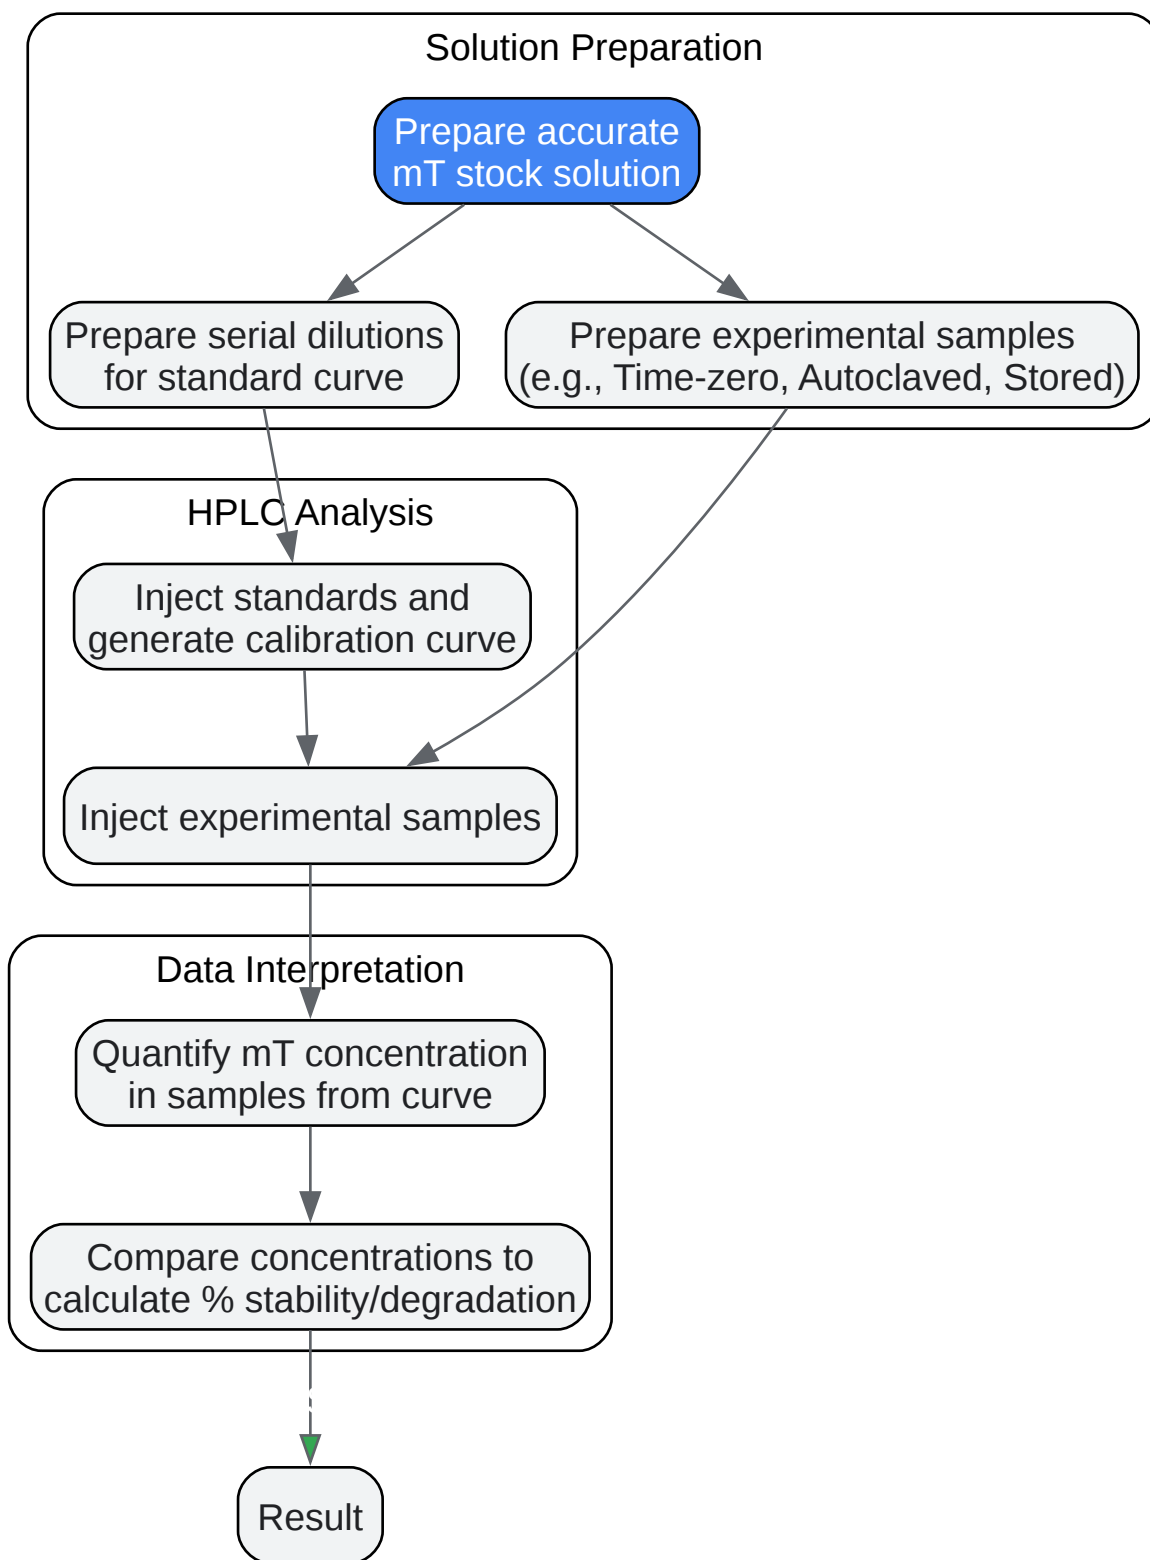 Solution Preparation
Prepare accurate
mT stock solution
Prepare serial dilutions
for standard curve
Prepare experimental samples
(e.g., Time-zero, Autoclaved, Stored)
HPLC Analysis
Inject standards and
generate calibration curve
Inject experimental samples
Data Interpretation
Quantify mT concentration
in samples from curve
Compare concentrations to
calculate % stability/degradation
Result